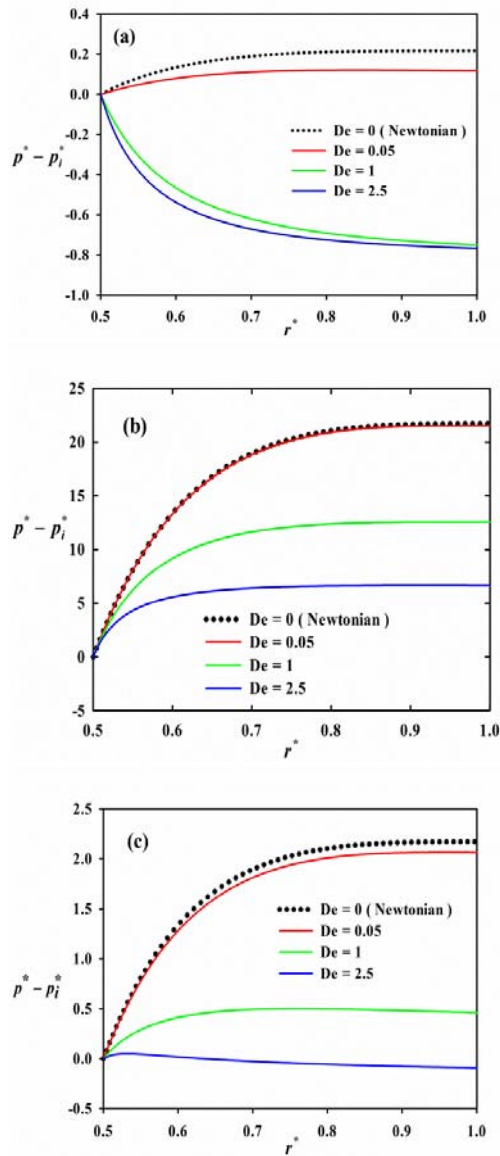 0.4
(a)
0.2
0.0
-0.2
p* – p*i
-0.4
-0.6
-0.8
-1.0
De = 0 ( Newtonian )
De = 0.05
De = 1
De = 2.5
0.5 0.6 0.7 0.8 0.9 1.0
r*
25
(b)
20
15
p* – p*i
10
5
0
-5
De = 0 ( Newtonian )
De = 0.05
De = 1
De = 2.5
0.5 0.6 0.7 0.8 0.9 1.0
r*
2.5
(c)
2.0
1.5
1.0
p* – p*i
0.5
0.0
-0.5
De = 0 ( Newtonian )
De = 0.05
De = 1
De = 2.5
0.5 0.6 0.7 0.8 0.9 1.0
r*